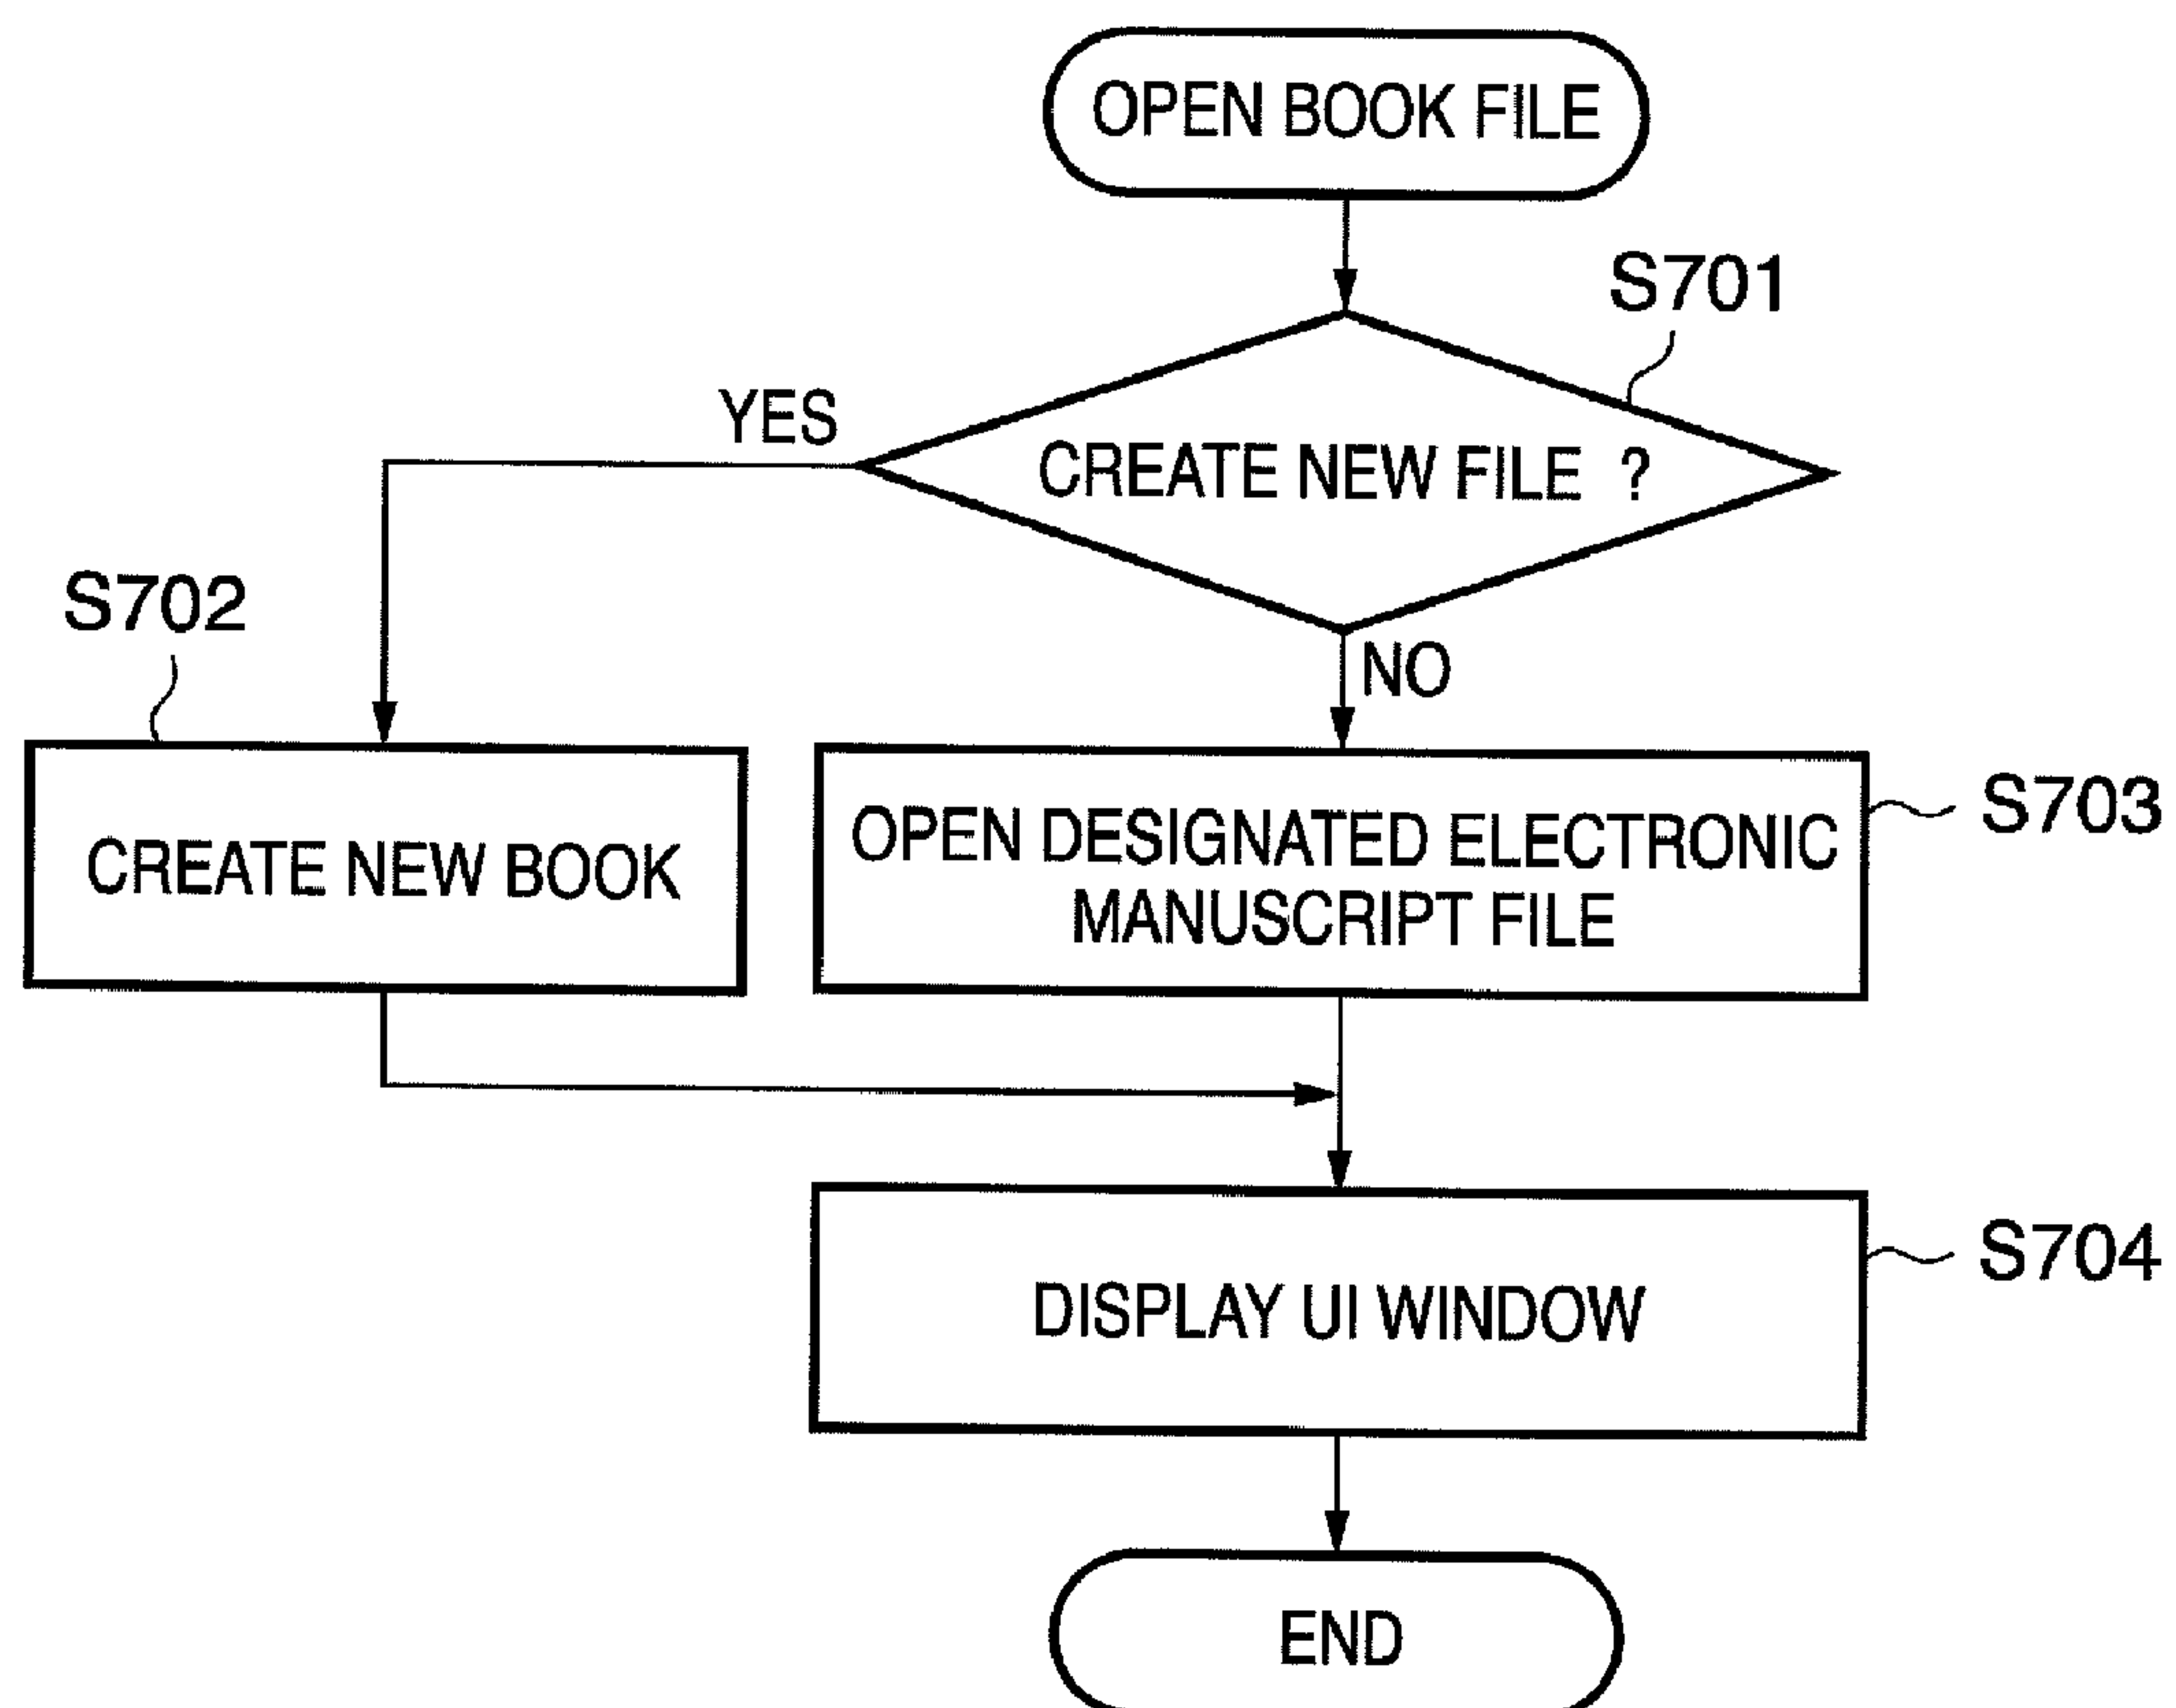 OPEN BOOK FILE
S701
YES
CREATE NEW FILE ?
NO
S702
CREATE NEW BOOK
OPEN DESIGNATED ELECTRONIC
MANUSCRIPT FILE
S703
DISPLAY UI WINDOW
S704
END